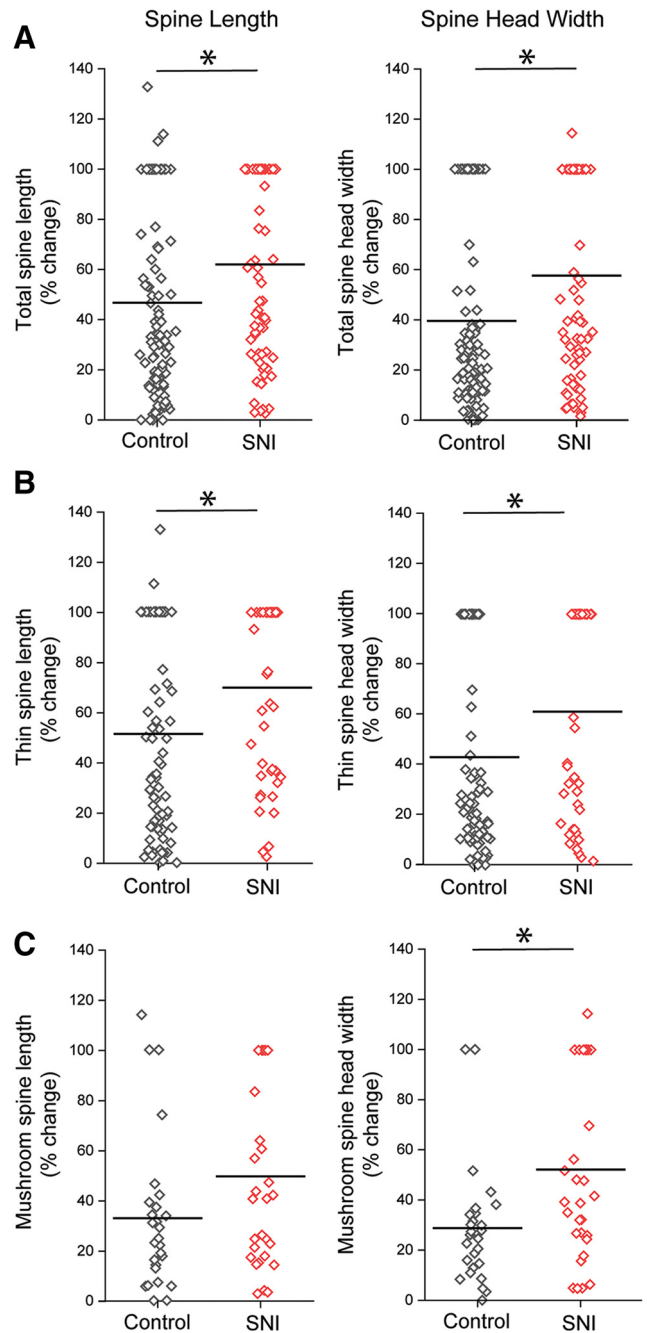 Spine Length
Spine Head Width
A
*
*
Total spine length
(% change)
140
120
100
80
60
40
20
0
Control
SNI
Total spine head width
(% change)
140
120
100
80
60
40
20
0
Control
SNI
B
*
*
Thin spine length
(% change)
140
120
100
80
60
40
20
0
Control
SNI
Thin spine head width
(% change)
140
120
100
80
60
40
20
0
Control
SNI
C
*
Mushroom spine length
(% change)
140
120
100
80
60
40
20
0
Control
SNI
Mushroom spine head width
(% change)
140
120
100
80
60
40
20
0
Control
SNI